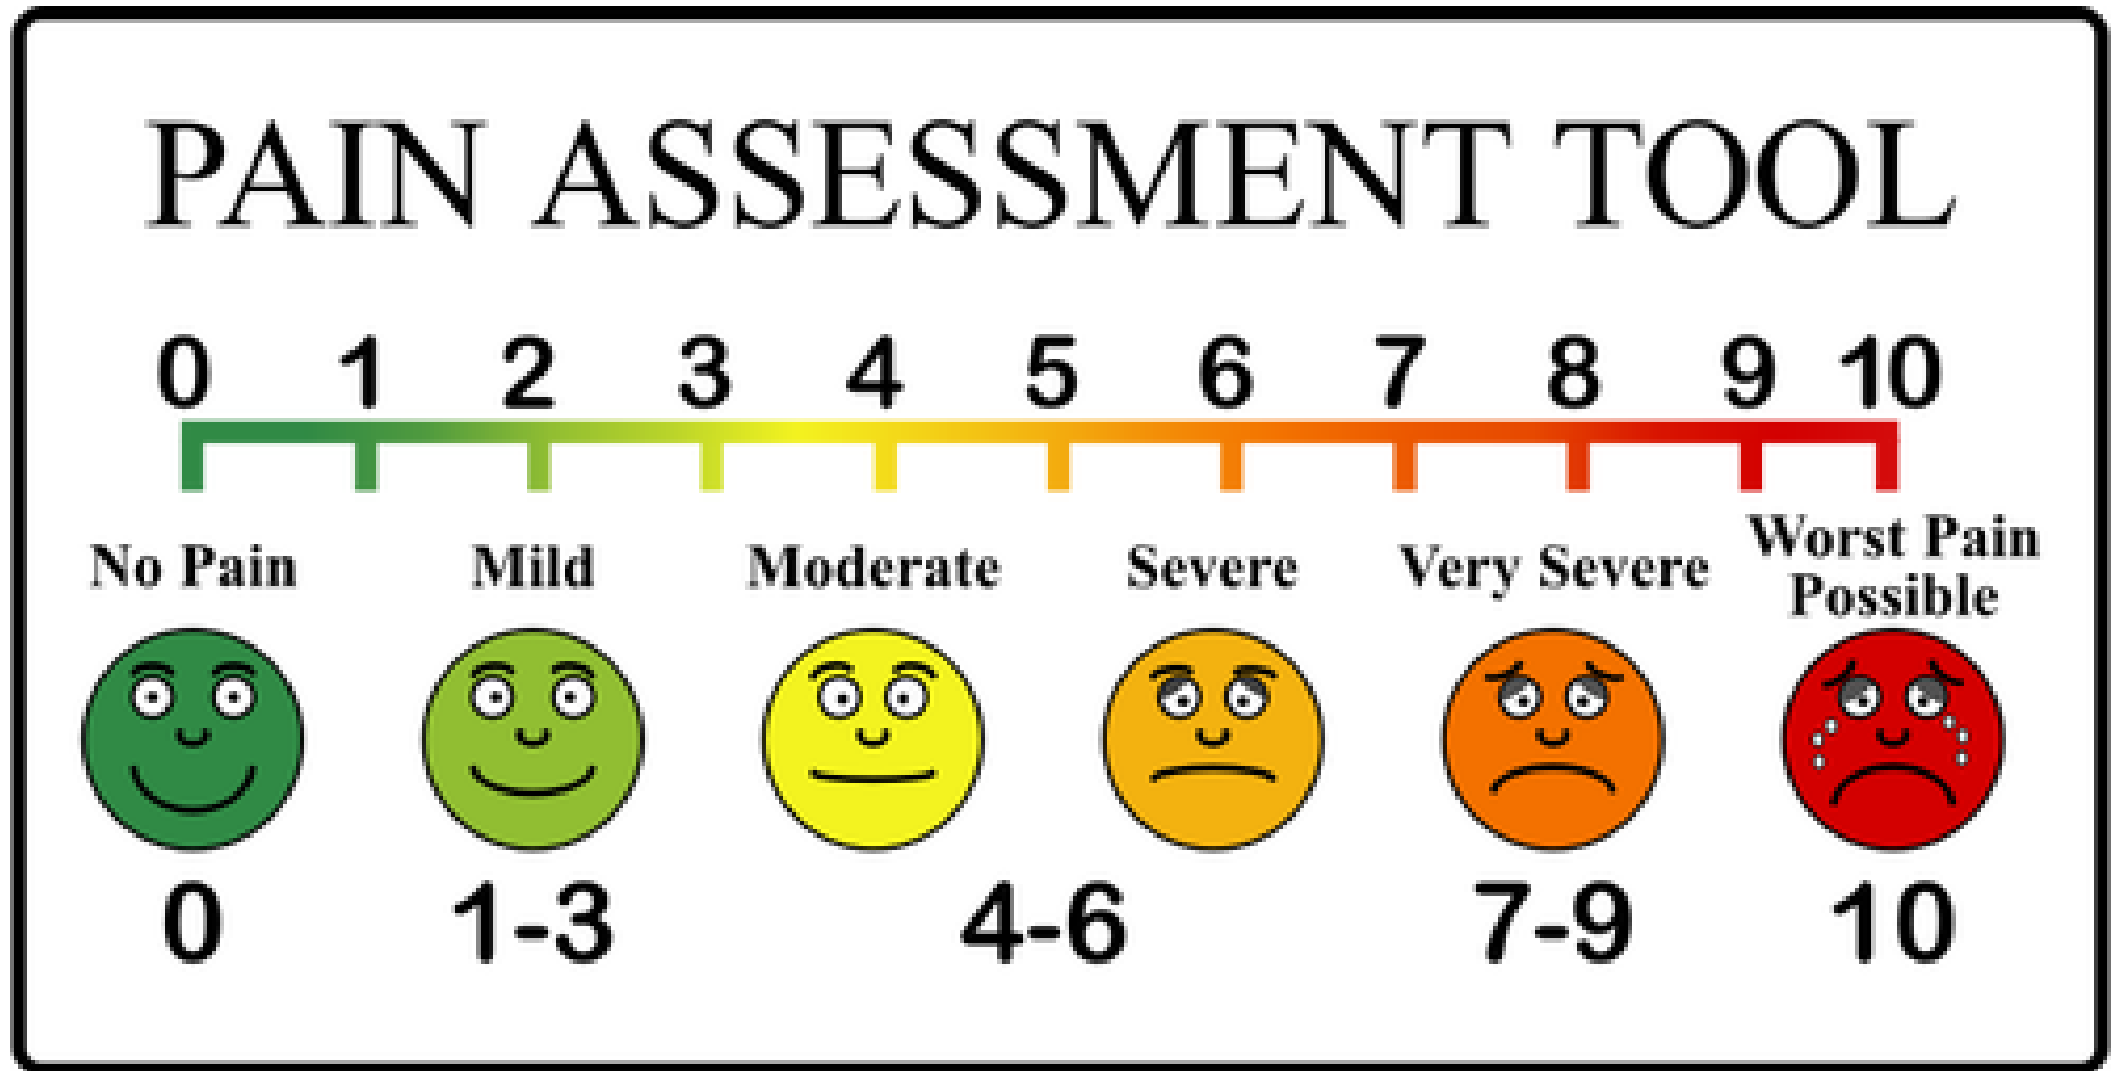 PAIN ASSESSMENT TOOL
0 1 2 3 4 5 6 7 8 9 10
No Pain Mild Moderate Severe Very Severe Worst Pain
Possible
0 1-3 4-6 7-9 10